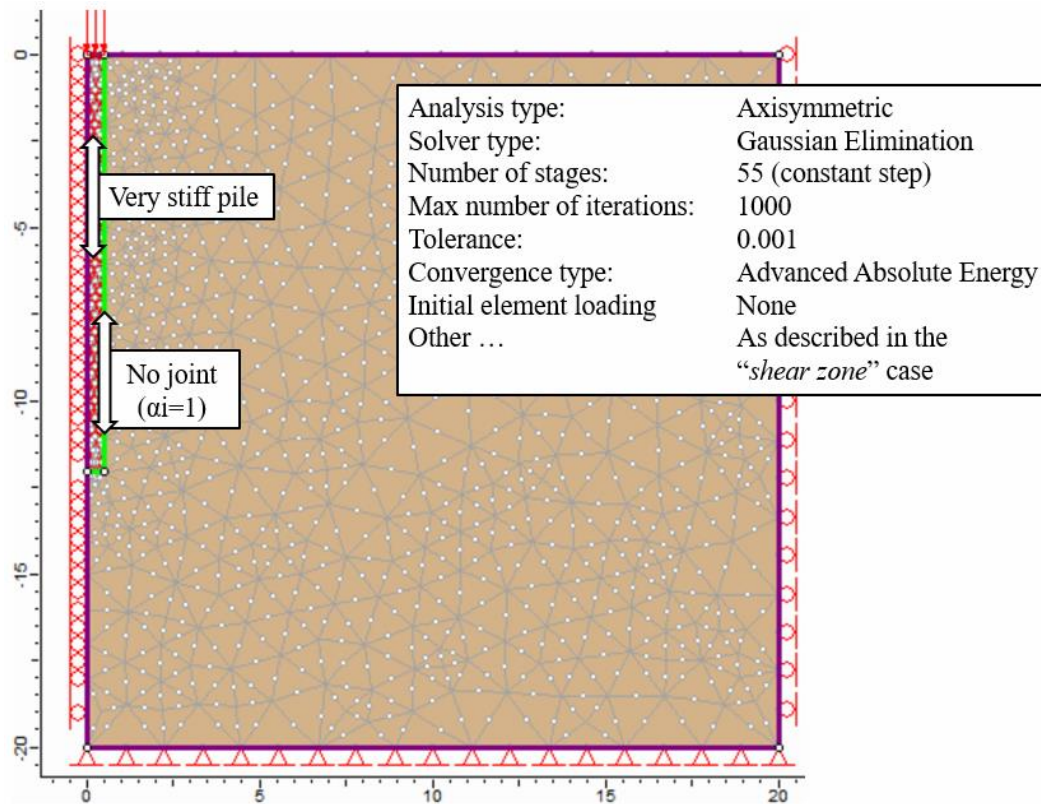 0
-5
-10
-15
-20
0
5
10
15
20
Very stiff pile
No joint
(αi=1)
Analysis type: Axisymmetric
Solver type: Gaussian Elimination
Number of stages: 55 (constant step)
Max number of iterations: 1000
Tolerance: 0.001
Convergence type: Advanced Absolute Energy
Initial element loading None
Other … As described in the
“shear zone” case